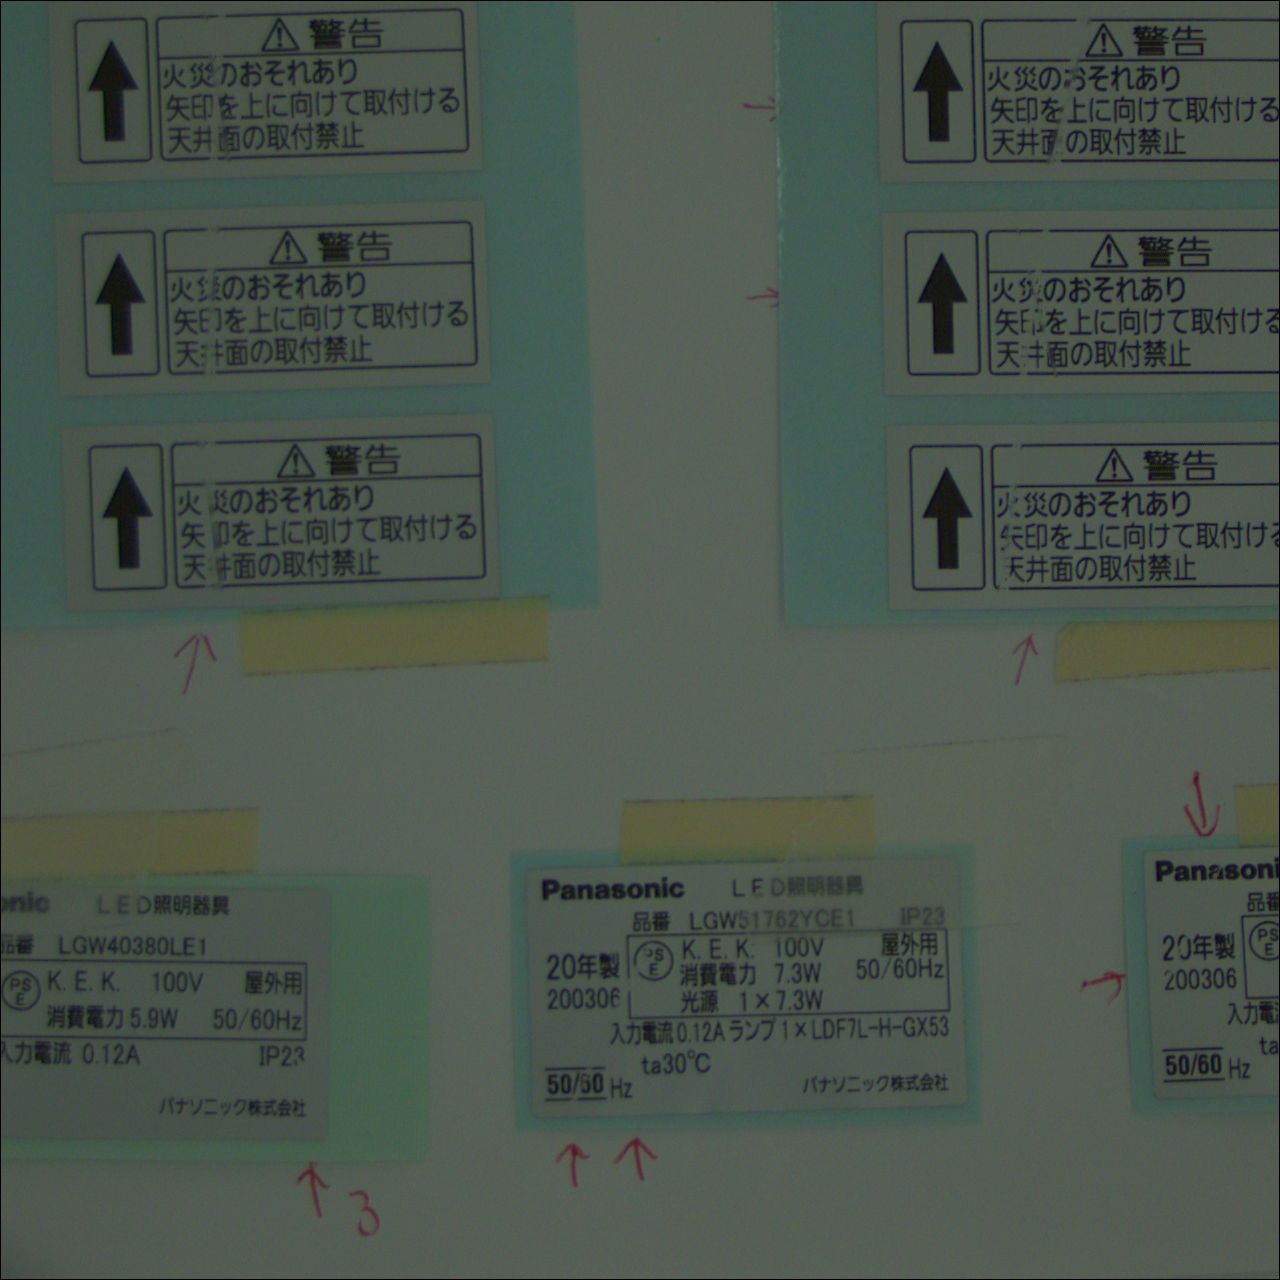 警告
火災のおそれあり
矢印を上に向けて取付ける
天井面の取付禁止
警告
火災のおそれあり
矢印を上に向けて取付ける
天井面の取付禁止
警告
火災のおそれあり
矢印を上に向けて取付ける
天井面の取付禁止
警告
火災のおそれあり
矢印を上に向けて取付ける
天井面の取付禁止
警告
火災のおそれあり
矢印を上に向けて取付ける
天井面の取付禁止
警告
火災のおそれあり
矢印を上に向けて取付ける
天井面の取付禁止
onic LED照明器具
品番 LGW40380LE1
PSE K.E.K. 100V 屋外用
消費電力 5.9W 50/60Hz
入力電流 0.12A IP23
パナソニック株式会社
3
Panasonic LED照明器具
品番 LGW51762YCE1 IP23
20年製 PSE K.E.K. 100V 屋外用
200306 消費電力 7.3W 50/60Hz
光源 1×7.3W
入力電流 0.12A ランプ 1×LDF7L-H-GX53
ta30℃
50/60 Hz パナソニック株式会社
Panasoni
品番
20年製 PSE
200306
入力電
ta
50/60 Hz